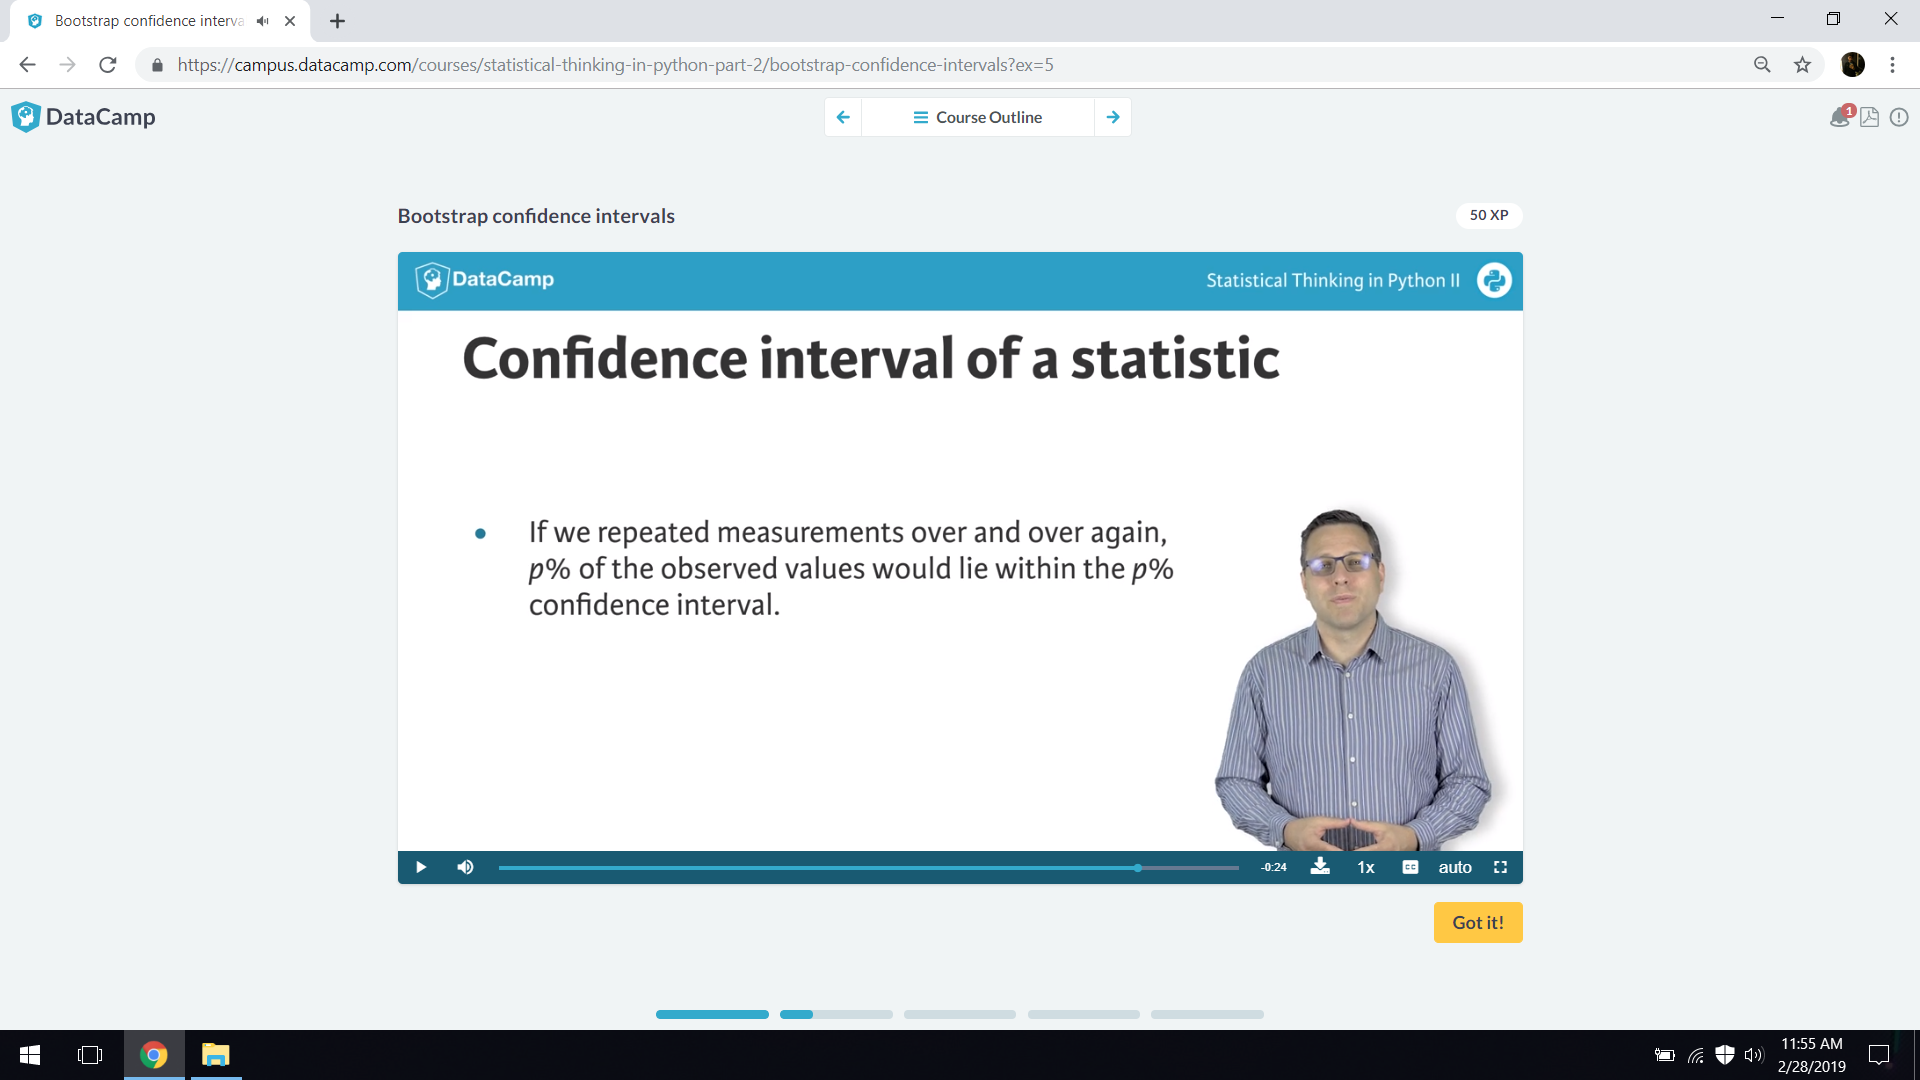 Bootstrap confidence interva
https://campus.datacamp.com/courses/statistical-thinking-in-python-part-2/bootstrap-confidence-intervals?ex=5
DataCamp
Course Outline
1
Bootstrap confidence intervals
50 XP
DataCamp
Statistical Thinking in Python II
Confidence interval of a statistic
• If we repeated measurements over and over again,
p% of the observed values would lie within the p%
confidence interval.
-0:24
1x
CC
auto
Got it!
11:55 AM
2/28/2019